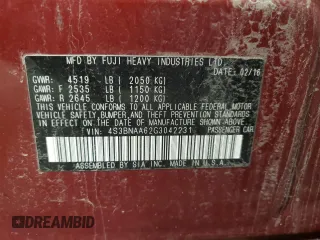 MFD. BY FUJI HEAVY INDUSTRIES LTD.
DATE: 02/16
GVWR: 4519 LB ( 2050 KG)
GAWR: F 2535 LB ( 1150 KG)
GAWR: R 2645 LB ( 1200 KG)
THIS VEHICLE CONFORMS TO ALL APPLICABLE FEDERAL MOTOR
VEHICLE SAFETY, BUMPER, AND THEFT PREVENTION STANDARDS
IN EFFECT ON THE DATE OF MANUFACTURE SHOWN ABOVE.
VIN: 4S3BNAA62G3042231 PASSENGER CAR
ASSEMBLED BY SIA INC. MADE IN U.S.A.
DREAMBID